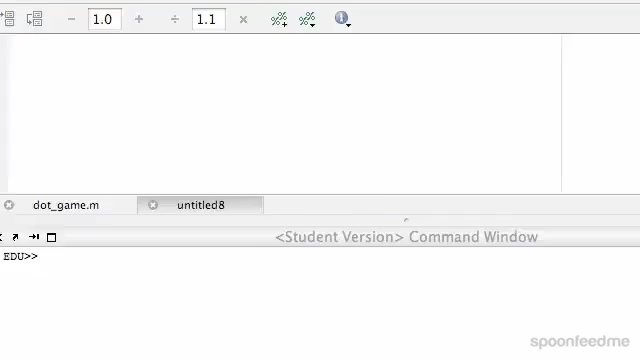 1.0
1.1
dot_game.m
untitled8
<Student Version> Command Window
EDU>>
spoonfeedme